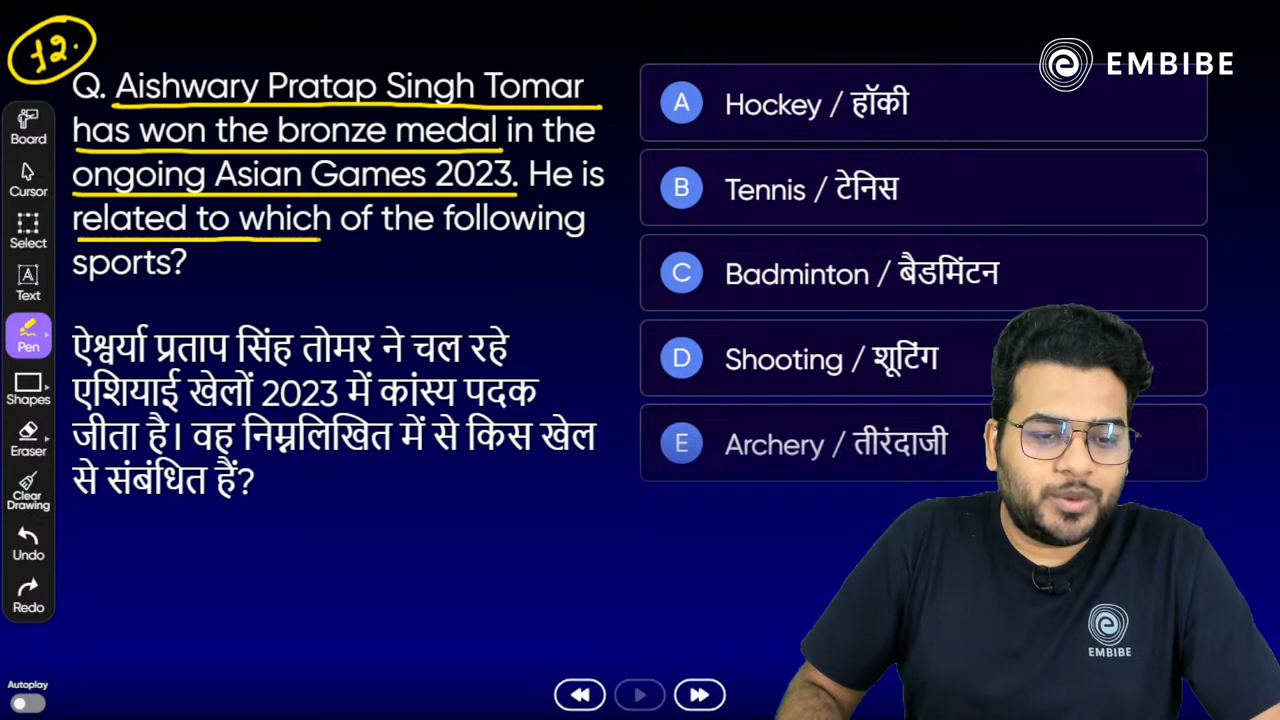 12.
EMBIBE
Q. Aishwary Pratap Singh Tomar
has won the bronze medal in the
ongoing Asian Games 2023. He is
related to which of the following
sports?
ऐश्वर्या प्रताप सिंह तोमर ने चल रहे
एशियाई खेलों 2023 में कांस्य पदक
जीता है। वह निम्नलिखित में से किस खेल
से संबंधित हैं?
A Hockey / हॉकी
B Tennis / टेनिस
C Badminton / बैडमिंटन
D Shooting / शूटिंग
E Archery / तीरंदाजी
Board
Cursor
Select
A
Text
Pen
Shapes
Eraser
Clear
Drawing
Undo
Redo
Autoplay
EMBIBE